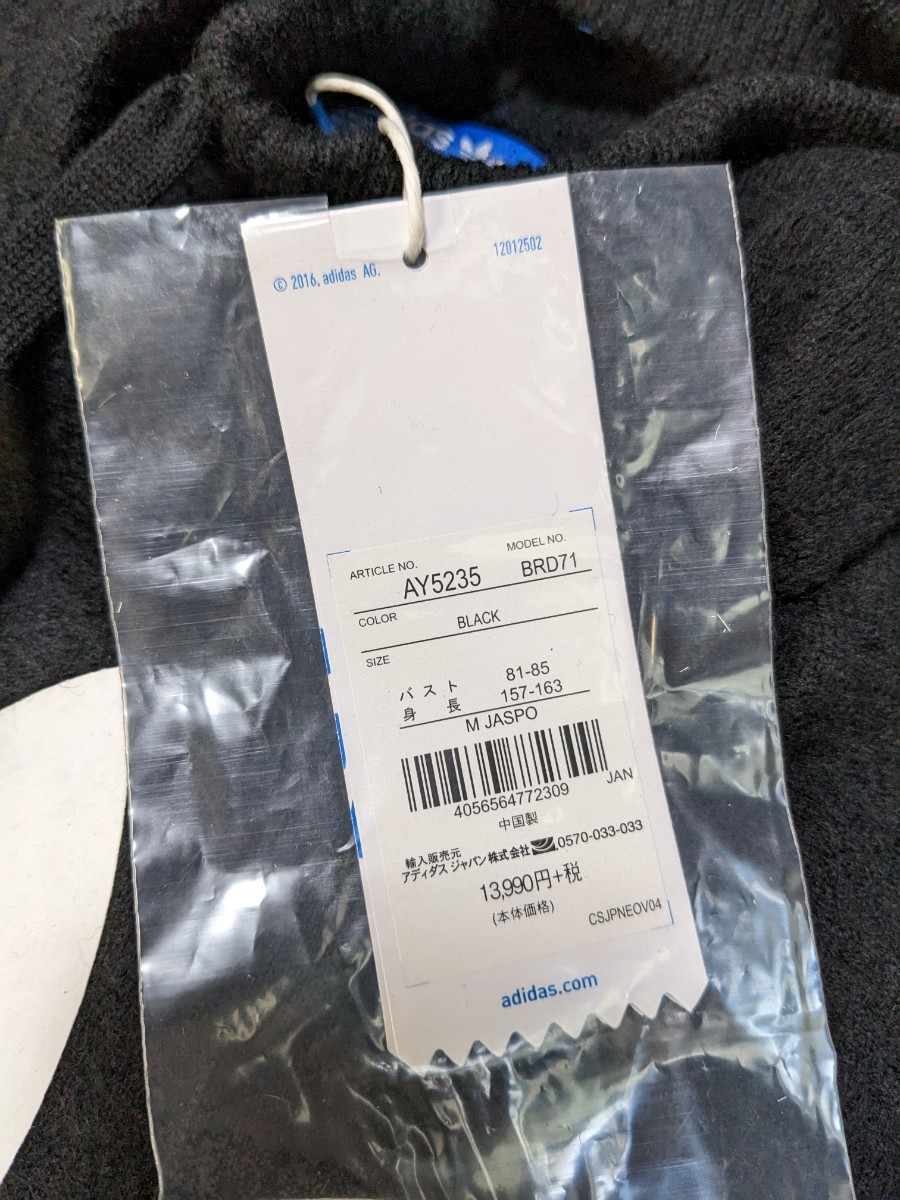 das
© 2016, adidas AG.
12012502
ARTICLE NO.
MODEL NO.
AY5235
BRD71
COLOR
BLACK
SIZE
バスト 81-85
身長 157-163
M JASPO
4056564772309
JAN
中国製
輸入販売元
アディダス ジャパン株式会社 0570-033-033
13,990円+税
(本体価格)
CSJPNEOV04
adidas.com